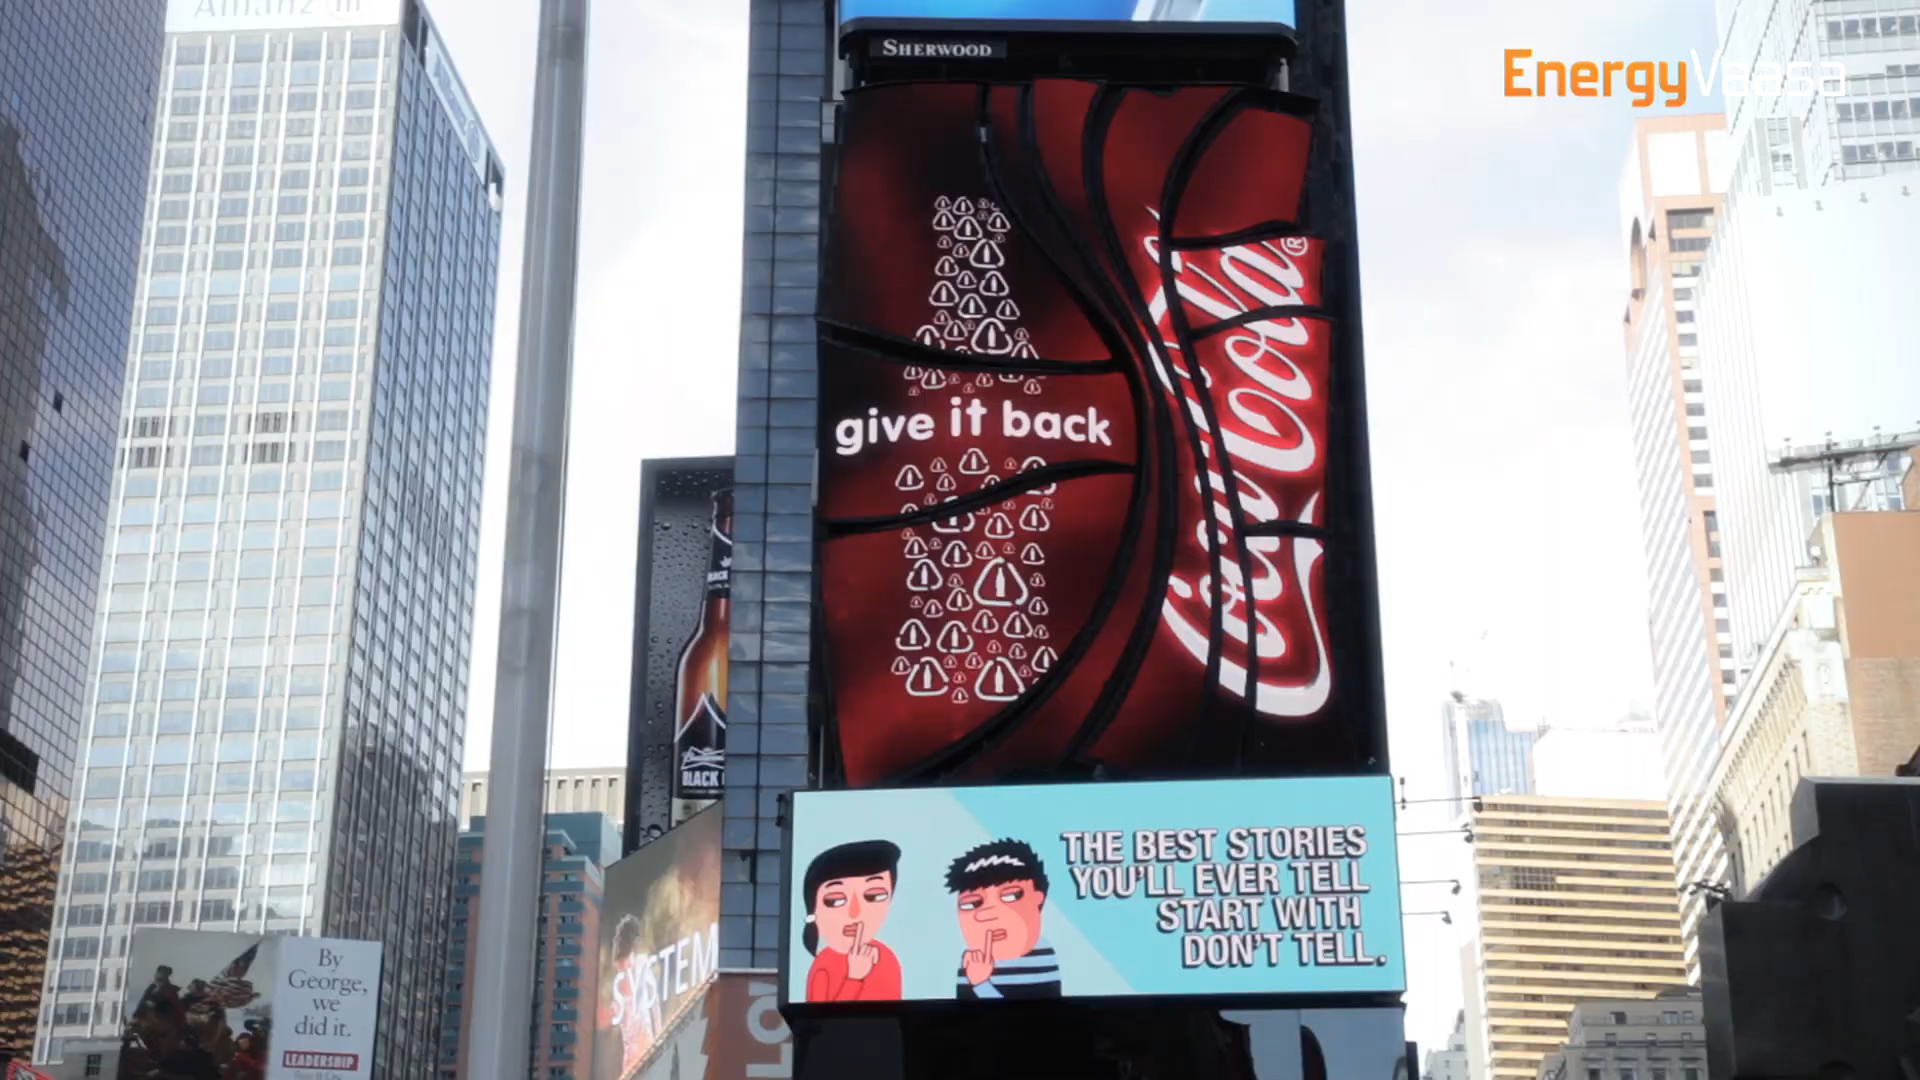 Allianz
SHERWOOD
EnergyVaasa
Coca-Cola®
give it back
BLACK
THE BEST STORIES
YOU'LL EVER TELL
START WITH
DON'T TELL.
SYSTEM
By
George,
we
did it.
LEADERSHIP